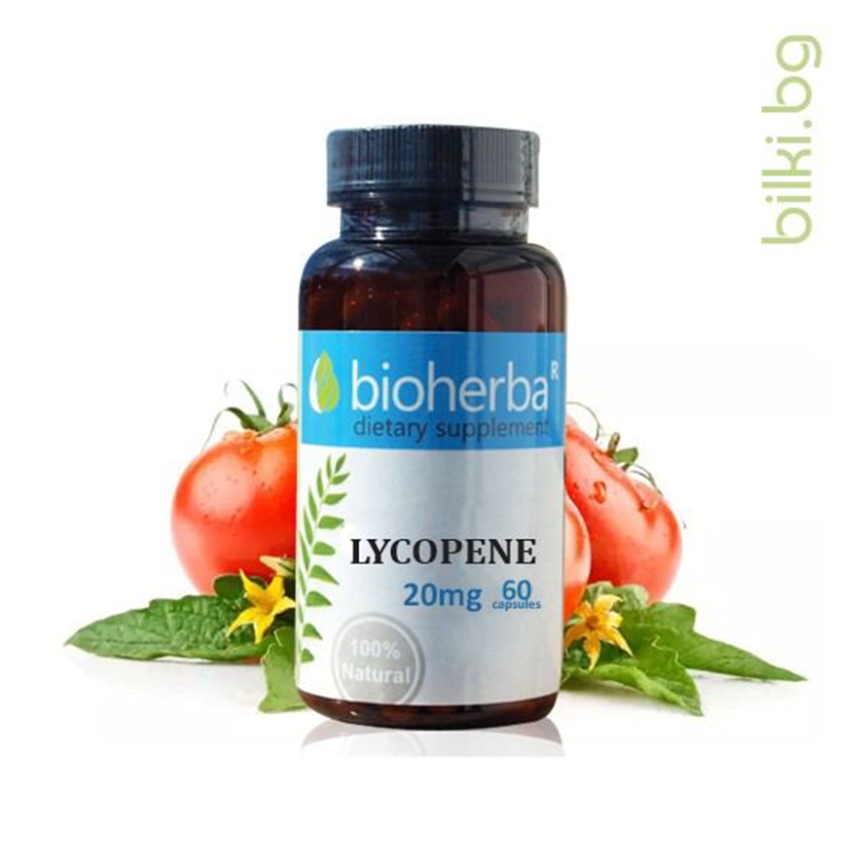 bilki.bg
bioherba R
dietary supplement
LYCOPENE
20mg 60
capsules
100%
Natural